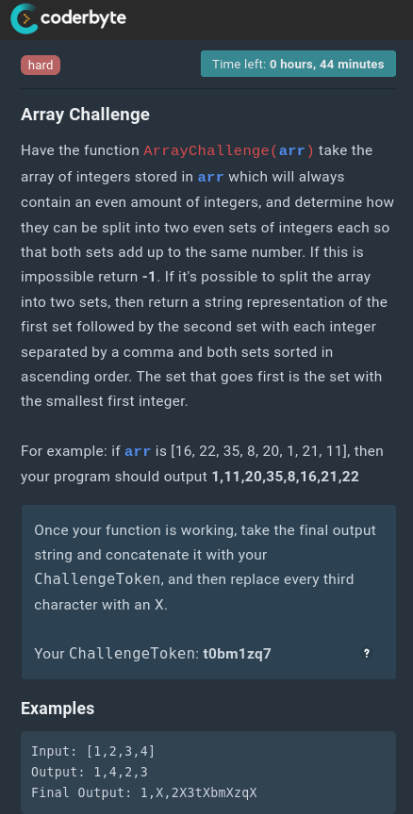 coderbyte
hard
Time left: 0 hours, 44 minutes
Array Challenge
Have the function ArrayChallenge(arr) take the
array of integers stored in arr which will always
contain an even amount of integers, and determine how
they can be split into two even sets of integers each so
that both sets add up to the same number. If this is
impossible return -1. If it's possible to split the array
into two sets, then return a string representation of the
first set followed by the second set with each integer
separated by a comma and both sets sorted in
ascending order. The set that goes first is the set with
the smallest first integer.
For example: if arr is [16, 22, 35, 8, 20, 1, 21, 11], then
your program should output 1,11,20,35,8,16,21,22
Once your function is working, take the final output
string and concatenate it with your
ChallengeToken, and then replace every third
character with an X.
Your ChallengeToken: t0bm1zq7 ?
Examples
Input: [1,2,3,4]
Output: 1,4,2,3
Final Output: 1,X,2X3tXbmXzqX